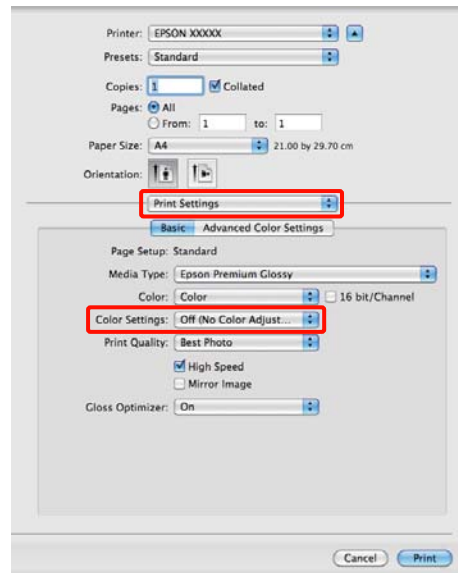 Printer: EPSON XXXXX
Presets: Standard
Copies: 1 Collated
Pages: All
From: 1 to: 1
Paper Size: A4 21.00 by 29.70 cm
Orientation:
Print Settings
Basic Advanced Color Settings
Page Setup: Standard
Media Type: Epson Premium Glossy
Color: Color 16 bit/Channel
Color Settings: Off (No Color Adjust...
Print Quality: Best Photo
High Speed
Mirror Image
Gloss Optimizer: On
Cancel Print